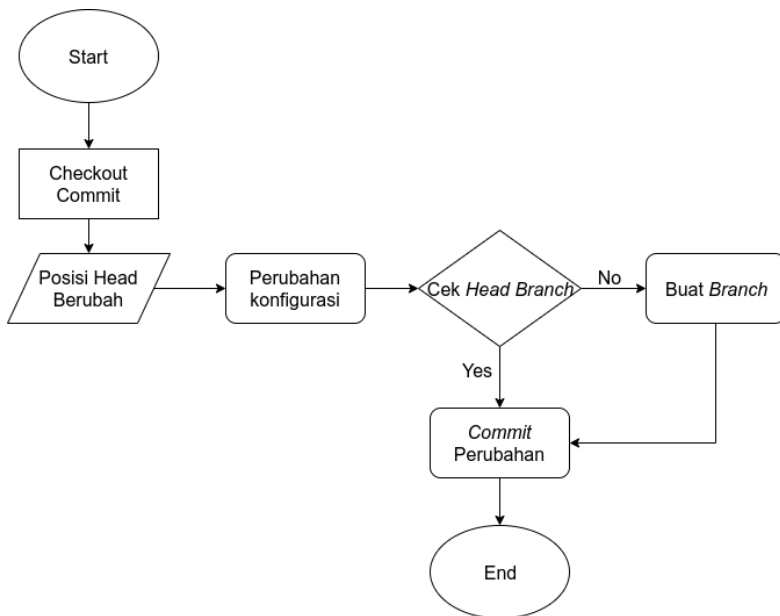 Start
Checkout
Commit
Posisi Head
Berubah
Perubahan
konfigurasi
Cek Head Branch
No
Buat Branch
Yes
Commit
Perubahan
End